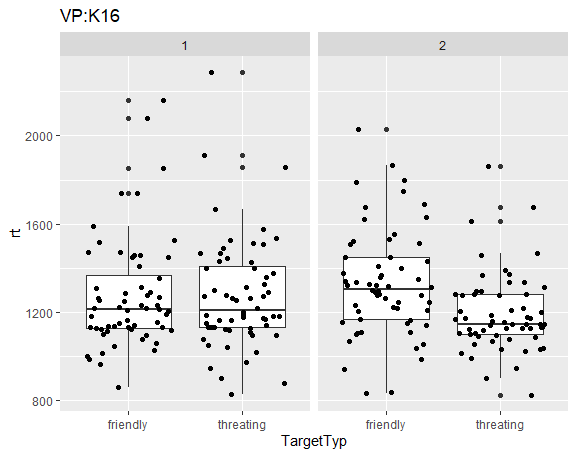 VP:K16
1
2
2000
1600
1200
800
rt
friendly
threating
friendly
threating
TargetTyp